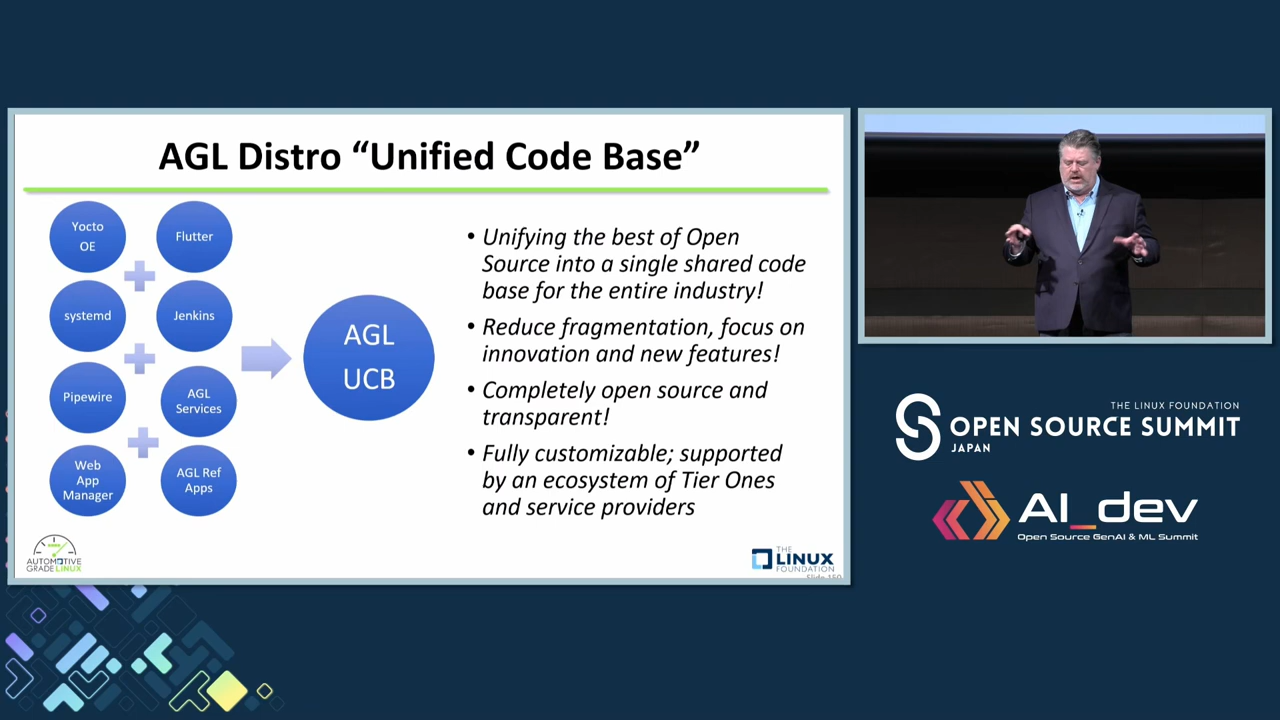 AGL Distro “Unified Code Base”
Yocto
OE
Flutter
systemd
Jenkins
Pipewire
AGL
Services
Web
App
Manager
AGL Ref
Apps
AGL
UCB
• Unifying the best of Open
Source into a single shared code
base for the entire industry!
• Reduce fragmentation, focus on
innovation and new features!
• Completely open source and
transparent!
• Fully customizable; supported
by an ecosystem of Tier Ones
and service providers
AUTOMOTIVE
GRADE LINUX
THE
LINUX
FOUNDATION
THE LINUX FOUNDATION
OPEN SOURCE SUMMIT
JAPAN
AI_dev
Open Source GenAI & ML Summit